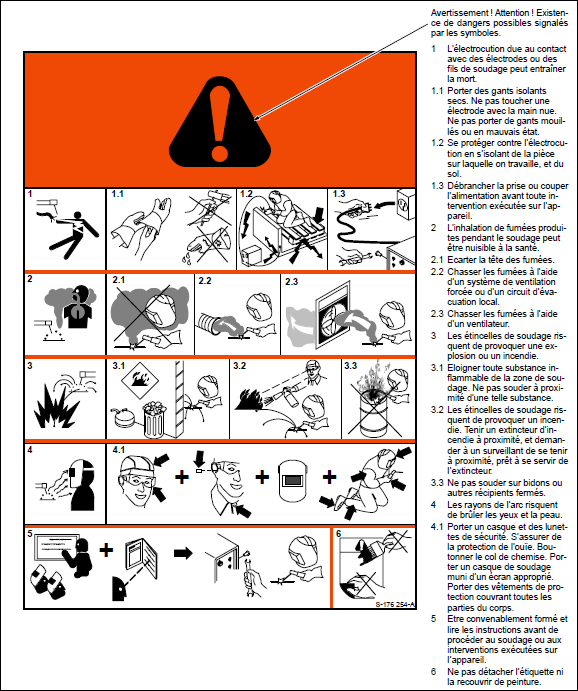 Avertissement ! Attention ! Existen-
ce de dangers possibles signalés
par les symboles.
1 L'électrocution due au contact
avec des électrodes ou des
fils de soudage peut entraîner
la mort.
1.1 Porter des gants isolants
secs. Ne pas toucher une
électrode avec la main nue.
Ne pas porter de gants mouil-
lés ou en mauvais état.
1.2 Se protéger contre l'électrocu-
tion en s'isolant de la pièce
sur laquelle on travaille, et du
sol.
1.3 Débrancher la prise ou couper
l'alimentation avant toute in-
tervention exécutée sur l'ap-
pareil.
2 L'inhalation de fumées produi-
tes pendant le soudage peut
être nuisible à la santé.
2.1 Ecarter la tête des fumées.
2.2 Chasser les fumées à l'aide
d'un système de ventilation
forcée ou d'un circuit d'éva-
cuation local.
2.3 Chasser les fumées à l'aide
d'un ventilateur.
3 Les étincelles de soudage ris-
quent de provoquer une ex-
plosion ou un incendie.
3.1 Eloigner toute substance in-
flammable de la zone de sou-
dage. Ne pas souder à proxi-
mité d'une telle substance.
3.2 Les étincelles de soudage ris-
quent de provoquer un incen-
die. Tenir un extincteur d'in-
cendie à proximité, et deman-
der à un surveillant de se tenir
à proximité, prêt à se servir de
l'extincteur.
3.3 Ne pas souder sur bidons ou
autres récipients fermés.
4 Les rayons de l'arc risquent
de brûler les yeux et la peau.
4.1 Porter un casque et des lunet-
tes de sécurité. S'assurer de
la protection de l'ouïe. Bou-
tonner le col de chemise. Por-
ter un casque de soudage
muni d'un écran approprié.
Porter des vêtements de pro-
tection couvrant toutes les
parties du corps.
5 Etre convenablement formé et
lire les instructions avant de
procéder au soudage ou aux
interventions exécutées sur
l'appareil.
6 Ne pas détacher l'étiquette ni
la recouvrir de peinture.
1 1.1 1.2 1.3
2 2.1 2.2 2.3
3 3.1 3.2 3.3
4 4.1
+ + +
5 + 6
S-176 254-A